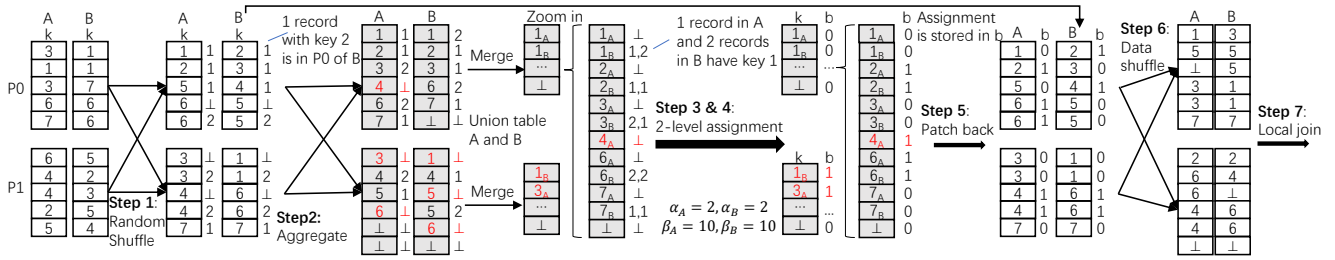 A B
k k
P0
3 1
1 1
3 7
6 6
7 6
P1
6 5
4 2
4 3
2 5
5 4
Step 1:
Random
Shuffle
A B
k k
1 1 2 1
2 1 3 1
5 1 4 1
6 ⊥ 5 ⊥
6 2 5 2
3 ⊥ 1 ⊥
3 2 1 2
4 ⊥ 6 ⊥
4 2 6 2
7 1 7 1
1 record
with key 2
is in P0 of B
Step2:
Aggregate
A B
1 1 1 2
2 1 2 1
3 2 3 1
4 ⊥ 6 2
6 2 7 1
7 1 ⊥ ⊥
3 ⊥ 1 ⊥
4 2 4 1
5 1 5 ⊥
6 ⊥ 5 2
⊥ ⊥ 6 ⊥
⊥ ⊥ ⊥ ⊥
Merge
Union table
A and B
Merge
Zoom in
1A
1B
...
⊥
1B
3A
...
⊥
1A ⊥
1B 1,2
2A ⊥
2B 1,1
3A ⊥
3B 2,1
4A ⊥
6A ⊥
6B 2,2
7A ⊥
7B 1,1
⊥ ⊥
1 record in A
and 2 records
in B have key 1
Step 3 & 4:
2-level assignment
k b
1A 0
1B 0
... ...
⊥ 0
k b
1B 1
3A 1
... ...
⊥ 0
αA = 2, αB = 2
βA = 10, βB = 10
b
1A 0
1B 0
2A 1
2B 1
3A 0
3B 0
4A 1
6A 1
6B 1
7A 0
7B 0
⊥ 0
Assignment
is stored in b
Step 5:
Patch back
A b B b
1 0 2 1
2 1 3 0
5 1 4 1
6 1 5 0
6 1 5 0
3 0 1 0
3 0 1 0
4 1 6 1
4 1 6 1
7 0 7 0
Step 6:
Data
shuffle
A B
1 3
5 5
⊥ 5
3 1
3 1
7 7
2 2
6 4
6 ⊥
4 6
4 6
⊥ ⊥
Step 7:
Local join